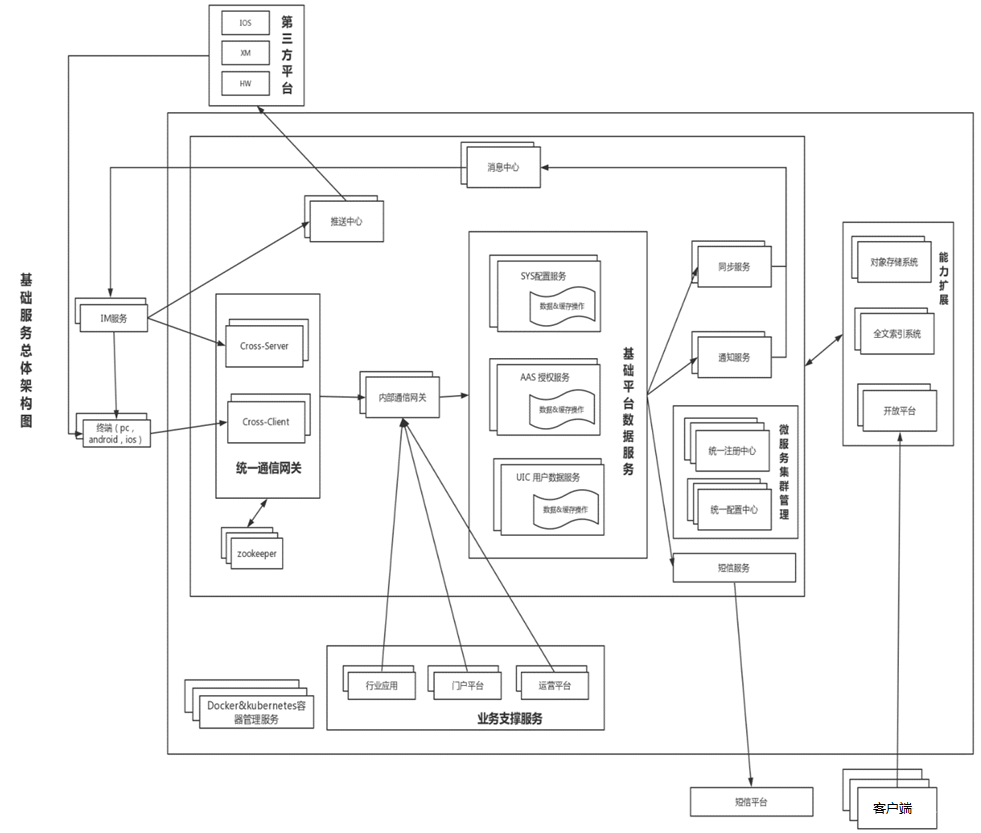 IOS
XM
HW
第三方平台
消息中心
推送中心
基础服务总体架构图
IM服务
终端（pc，
android，ios）
Cross-Server
Cross-Client
统一通信网关
zookeeper
内部通信网关
SYS配置服务
数据&缓存操作
AAS 授权服务
数据&缓存操作
UIC 用户数据服务
数据&缓存操作
基础平台数据服务
同步服务
通知服务
统一注册中心
统一配置中心
微服务集群管理
短信服务
对象存储系统
全文索引系统
开放平台
能力扩展
行业应用
门户平台
运营平台
业务支撑服务
Docker&kubernetes容
器管理服务
短信平台
客户端